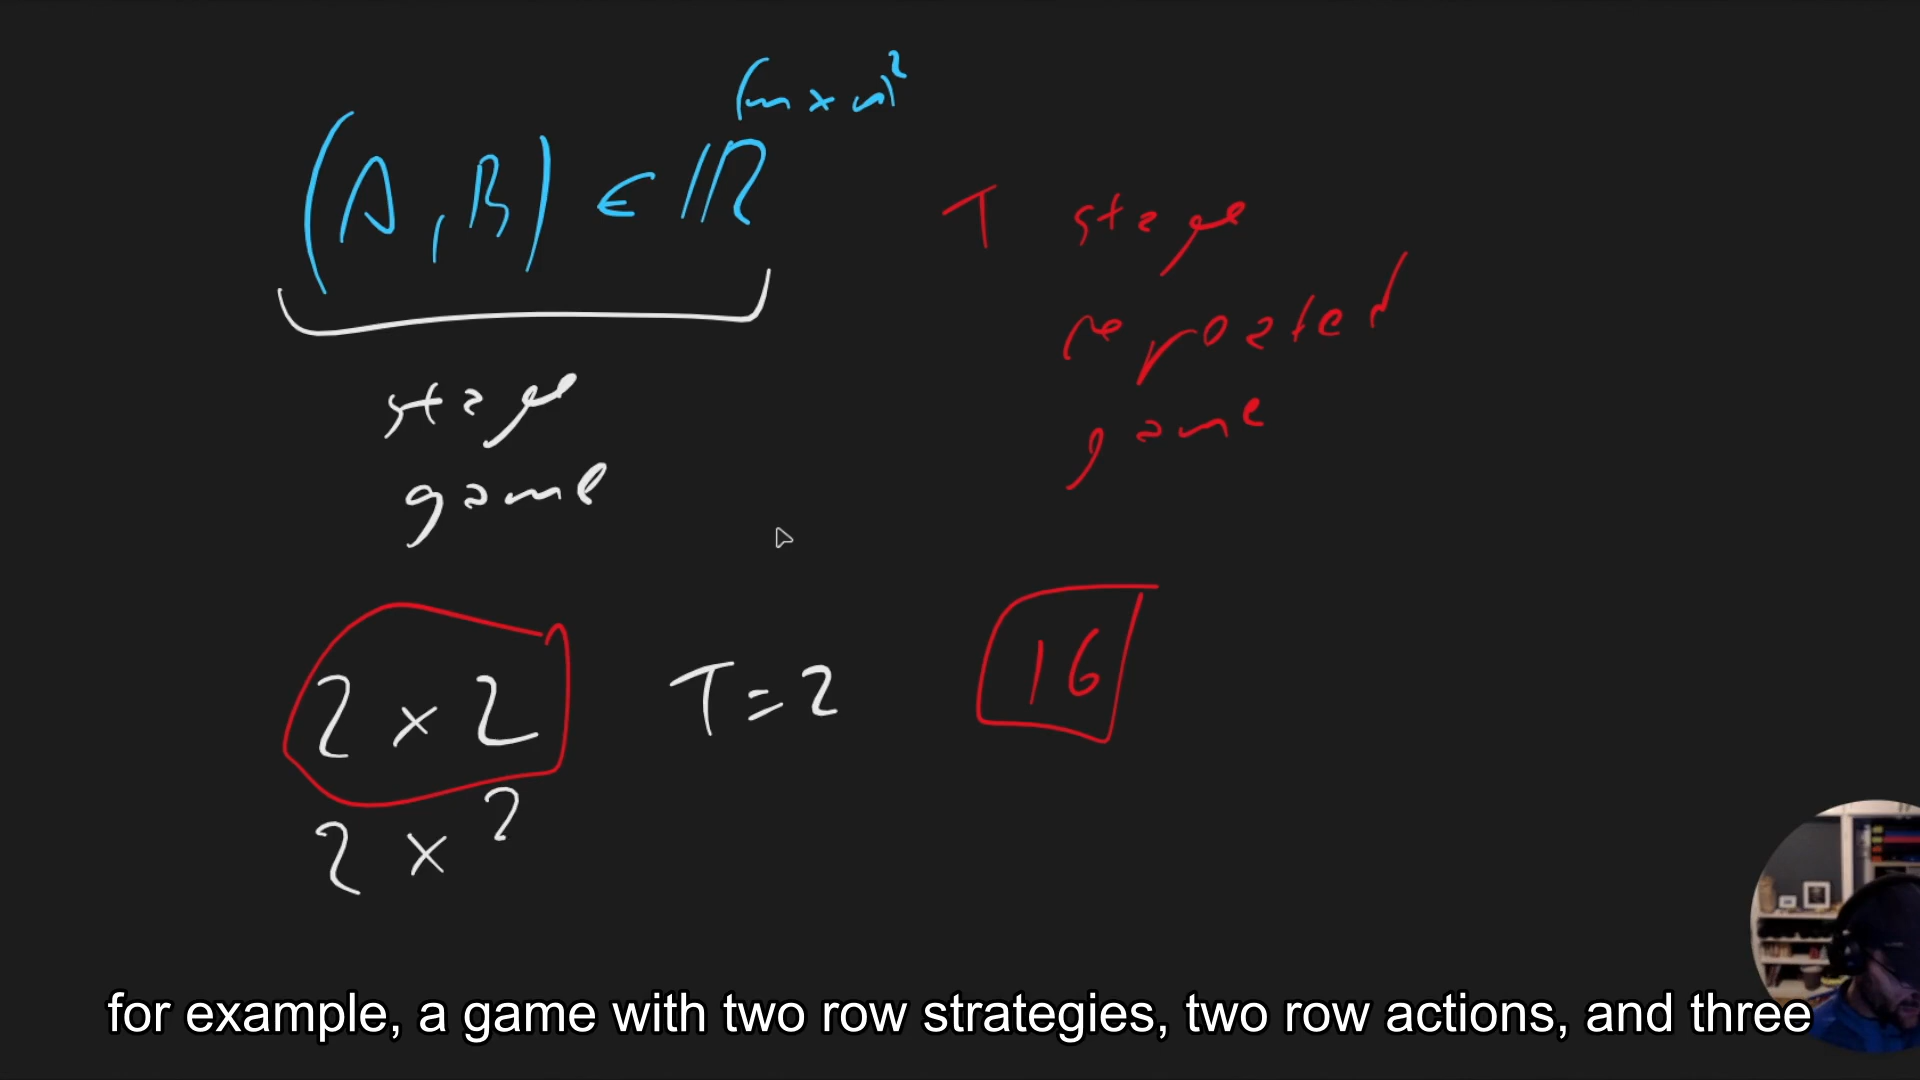 (m x n)²
(A, B) ∈ ℝ
T stage
repeated
game
stage
game
2 x 2 T=2 16
2 x 2
for example, a game with two row strategies, two row actions, and three